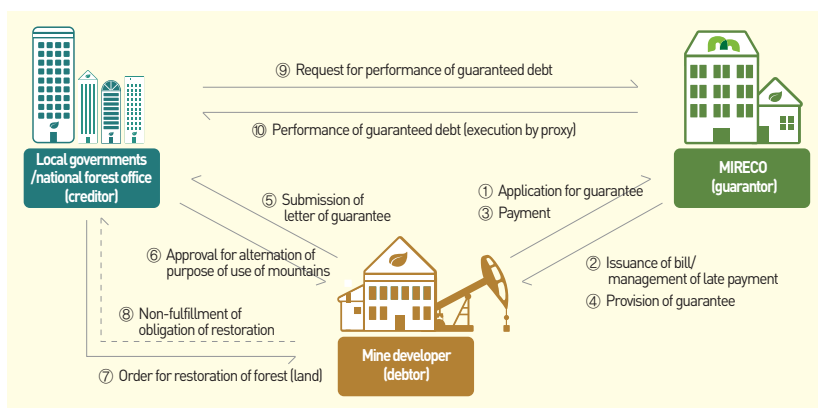 ⑨ Request for performance of guaranteed debt
⑩ Performance of guaranteed debt (execution by proxy)
Local governments
/national forest office
(creditor)
MIRECO
(guarantor)
⑤ Submission of
letter of guarantee
① Application for guarantee
③ Payment
⑥ Approval for alternation of
purpose of use of mountains
② Issuance of bill/
management of late payment
④ Provision of guarantee
⑧ Non-fulfillment of
obligation of restoration
Mine developer
(debtor)
⑦ Order for restoration of forest (land)